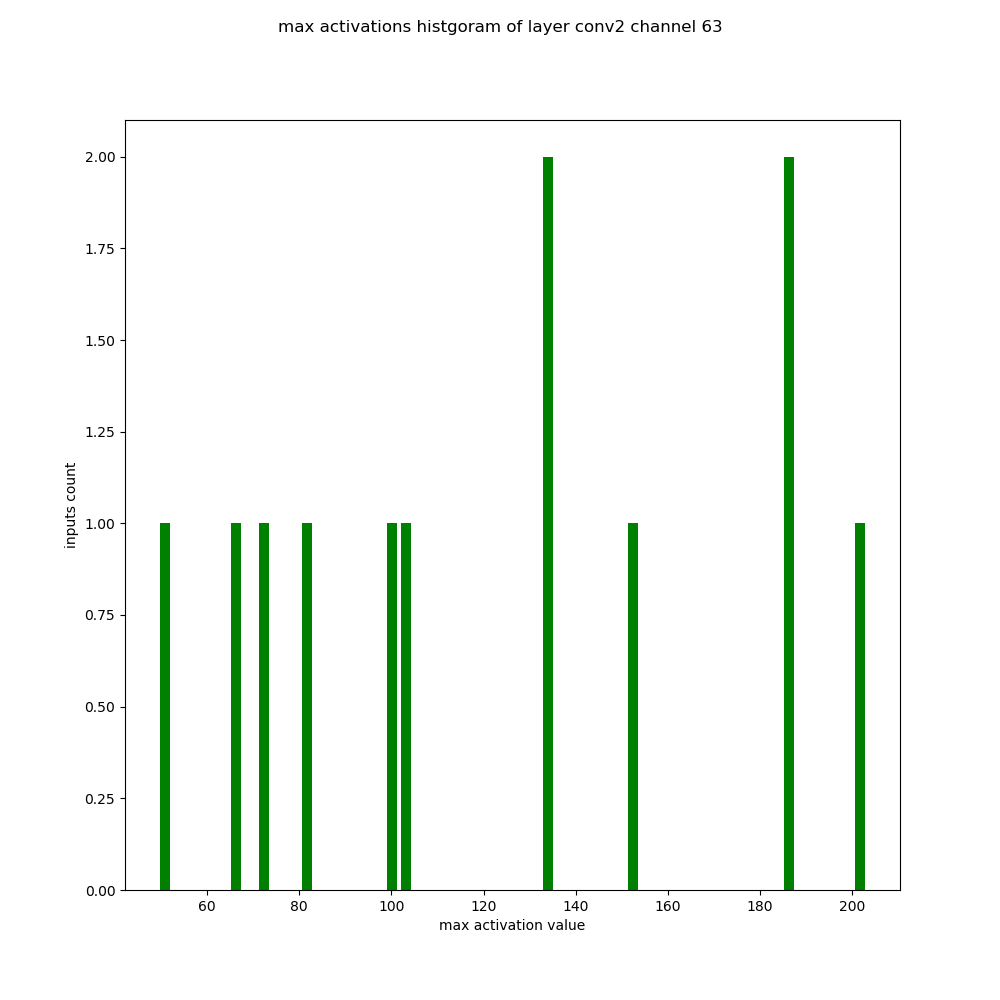 max activations histgoram of layer conv2 channel 63
2.00
1.75
1.50
1.25
1.00
0.75
0.50
0.25
0.00
inputs count
60 80 100 120 140 160 180 200
max activation value